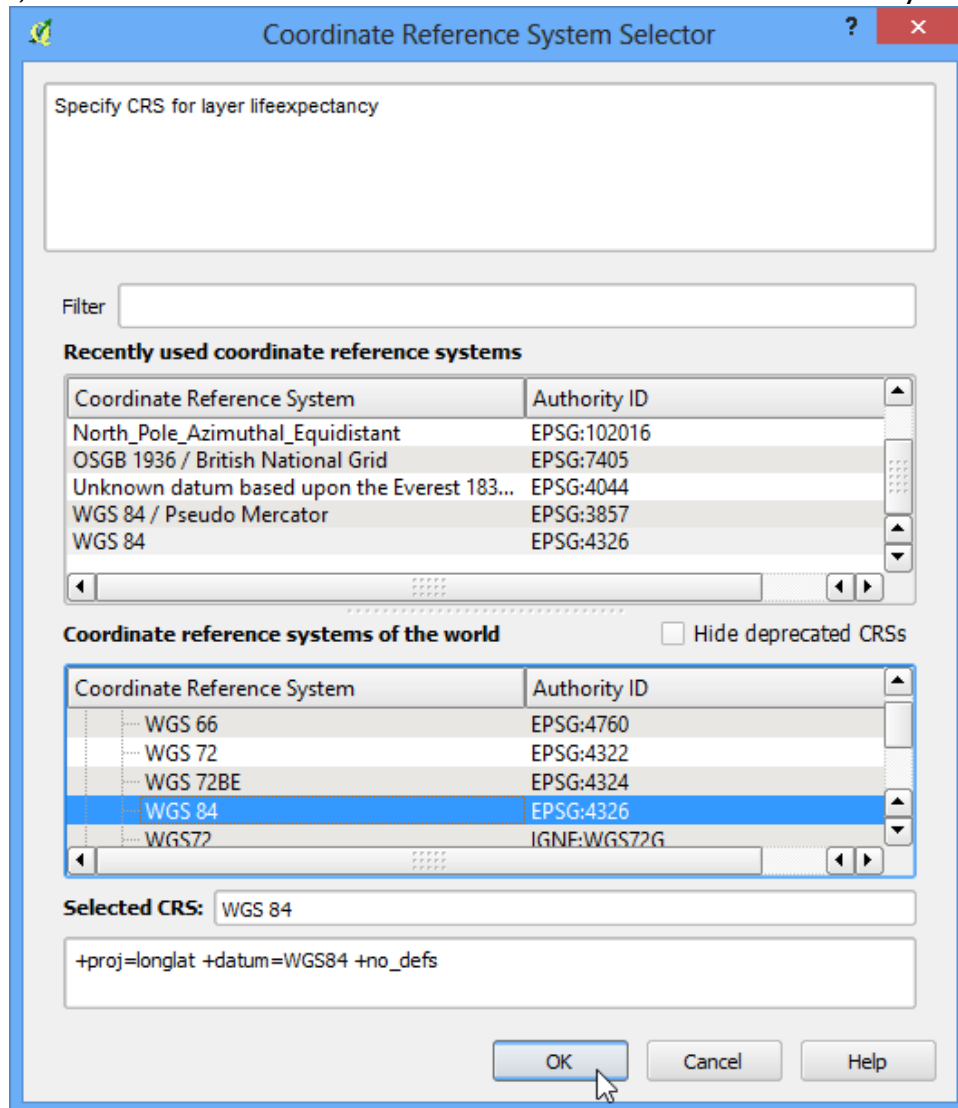 Coordinate Reference System Selector ? ×
Specify CRS for layer lifeexpectancy
Filter
Recently used coordinate reference systems
Coordinate Reference System Authority ID
North_Pole_Azimuthal_Equidistant EPSG:102016
OSGB 1936 / British National Grid EPSG:7405
Unknown datum based upon the Everest 183... EPSG:4044
WGS 84 / Pseudo Mercator EPSG:3857
WGS 84 EPSG:4326
Coordinate reference systems of the world Hide deprecated CRSs
Coordinate Reference System Authority ID
WGS 66 EPSG:4760
WGS 72 EPSG:4322
WGS 72BE EPSG:4324
WGS 84 EPSG:4326
WGS72 IGNF:WGS72G
Selected CRS: WGS 84
+proj=longlat +datum=WGS84 +no_defs
OK Cancel Help